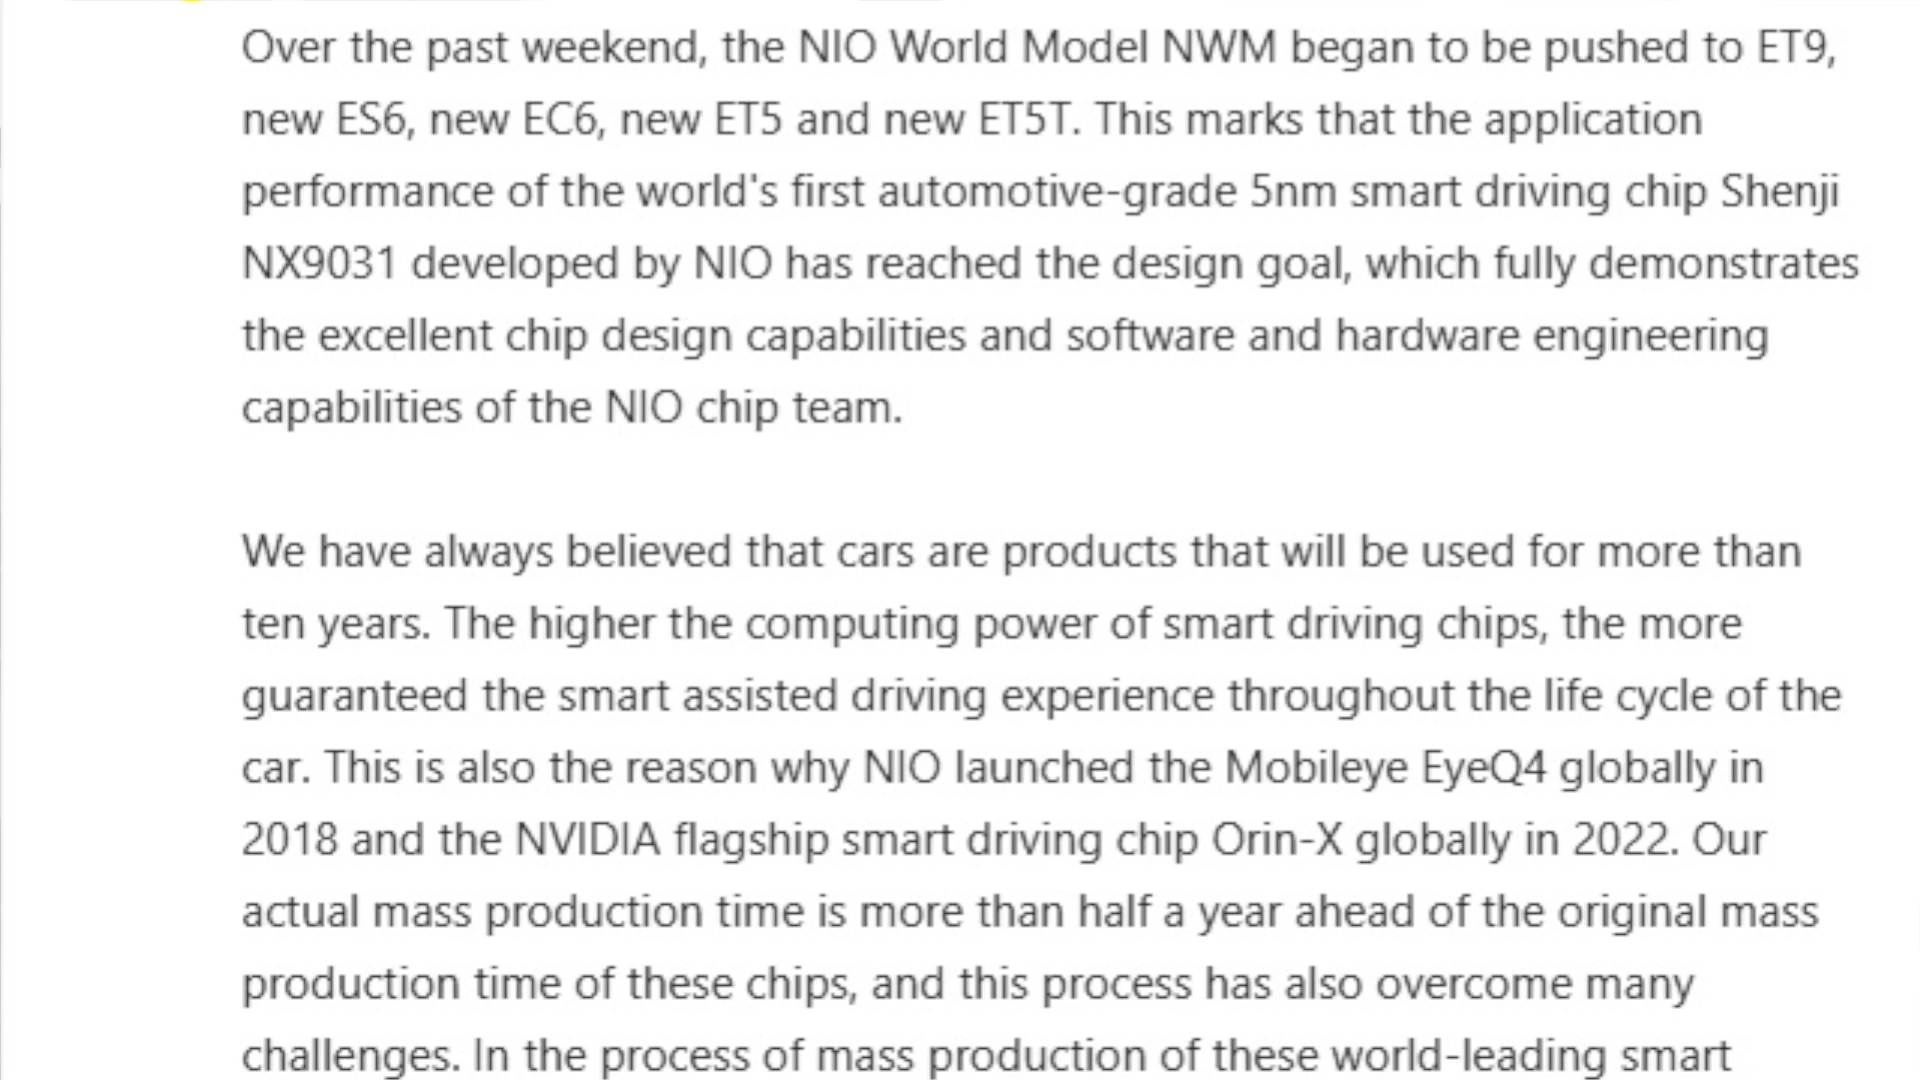 Over the past weekend, the NIO World Model NWM began to be pushed to ET9,
new ES6, new EC6, new ET5 and new ET5T. This marks that the application
performance of the world's first automotive-grade 5nm smart driving chip Shenji
NX9031 developed by NIO has reached the design goal, which fully demonstrates
the excellent chip design capabilities and software and hardware engineering
capabilities of the NIO chip team.
We have always believed that cars are products that will be used for more than
ten years. The higher the computing power of smart driving chips, the more
guaranteed the smart assisted driving experience throughout the life cycle of the
car. This is also the reason why NIO launched the Mobileye EyeQ4 globally in
2018 and the NVIDIA flagship smart driving chip Orin-X globally in 2022. Our
actual mass production time is more than half a year ahead of the original mass
production time of these chips, and this process has also overcome many
challenges. In the process of mass production of these world-leading smart